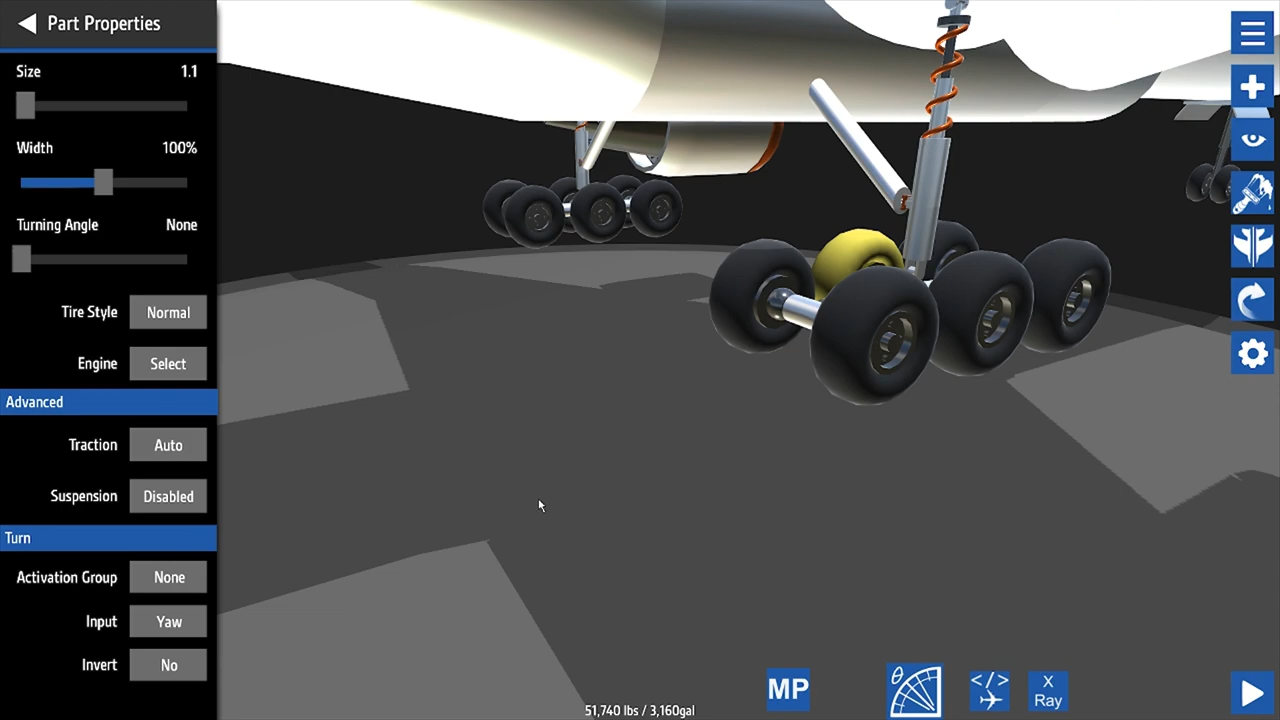 Part Properties
Size 1.1
Width 100%
Turning Angle None
Tire Style Normal
Engine Select
Advanced
Traction Auto
Suspension Disabled
Turn
Activation Group None
Input Yaw
Invert No
51,740 lbs / 3,160gal
MP
θ
</>
X
Ray